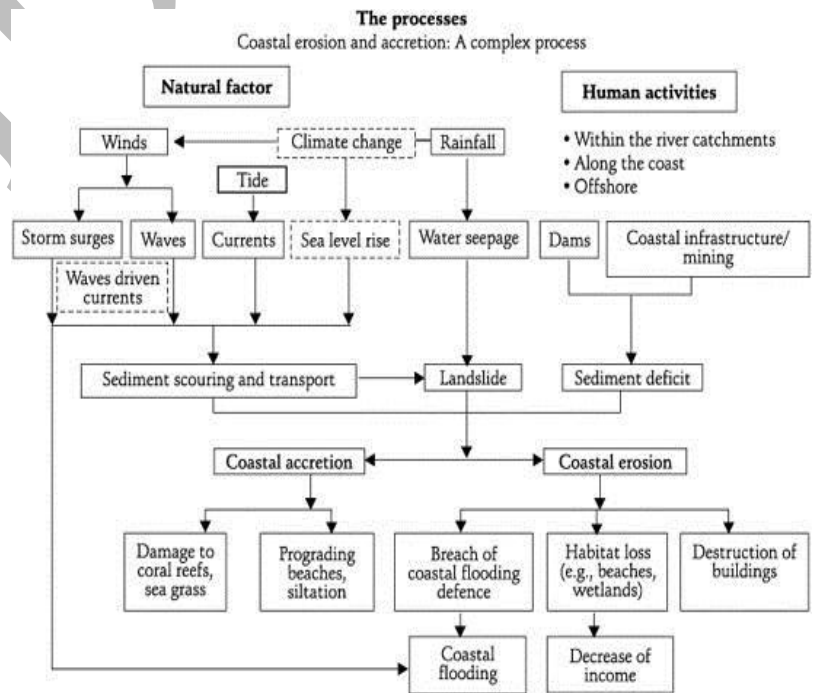 The processes
Coastal erosion and accretion: A complex process
Natural factor
Human activities
• Within the river catchments
• Along the coast
• Offshore
Winds
Climate change
Rainfall
Tide
Storm surges
Waves
Currents
Sea level rise
Water seepage
Dams
Coastal infrastructure/
mining
Waves driven
currents
Sediment scouring and transport
Landslide
Sediment deficit
Coastal accretion
Coastal erosion
Damage to
coral reefs,
sea grass
Prograding
beaches,
siltation
Breach of
coastal flooding
defence
Habitat loss
(e.g., beaches,
wetlands)
Destruction of
buildings
Coastal
flooding
Decrease of
income